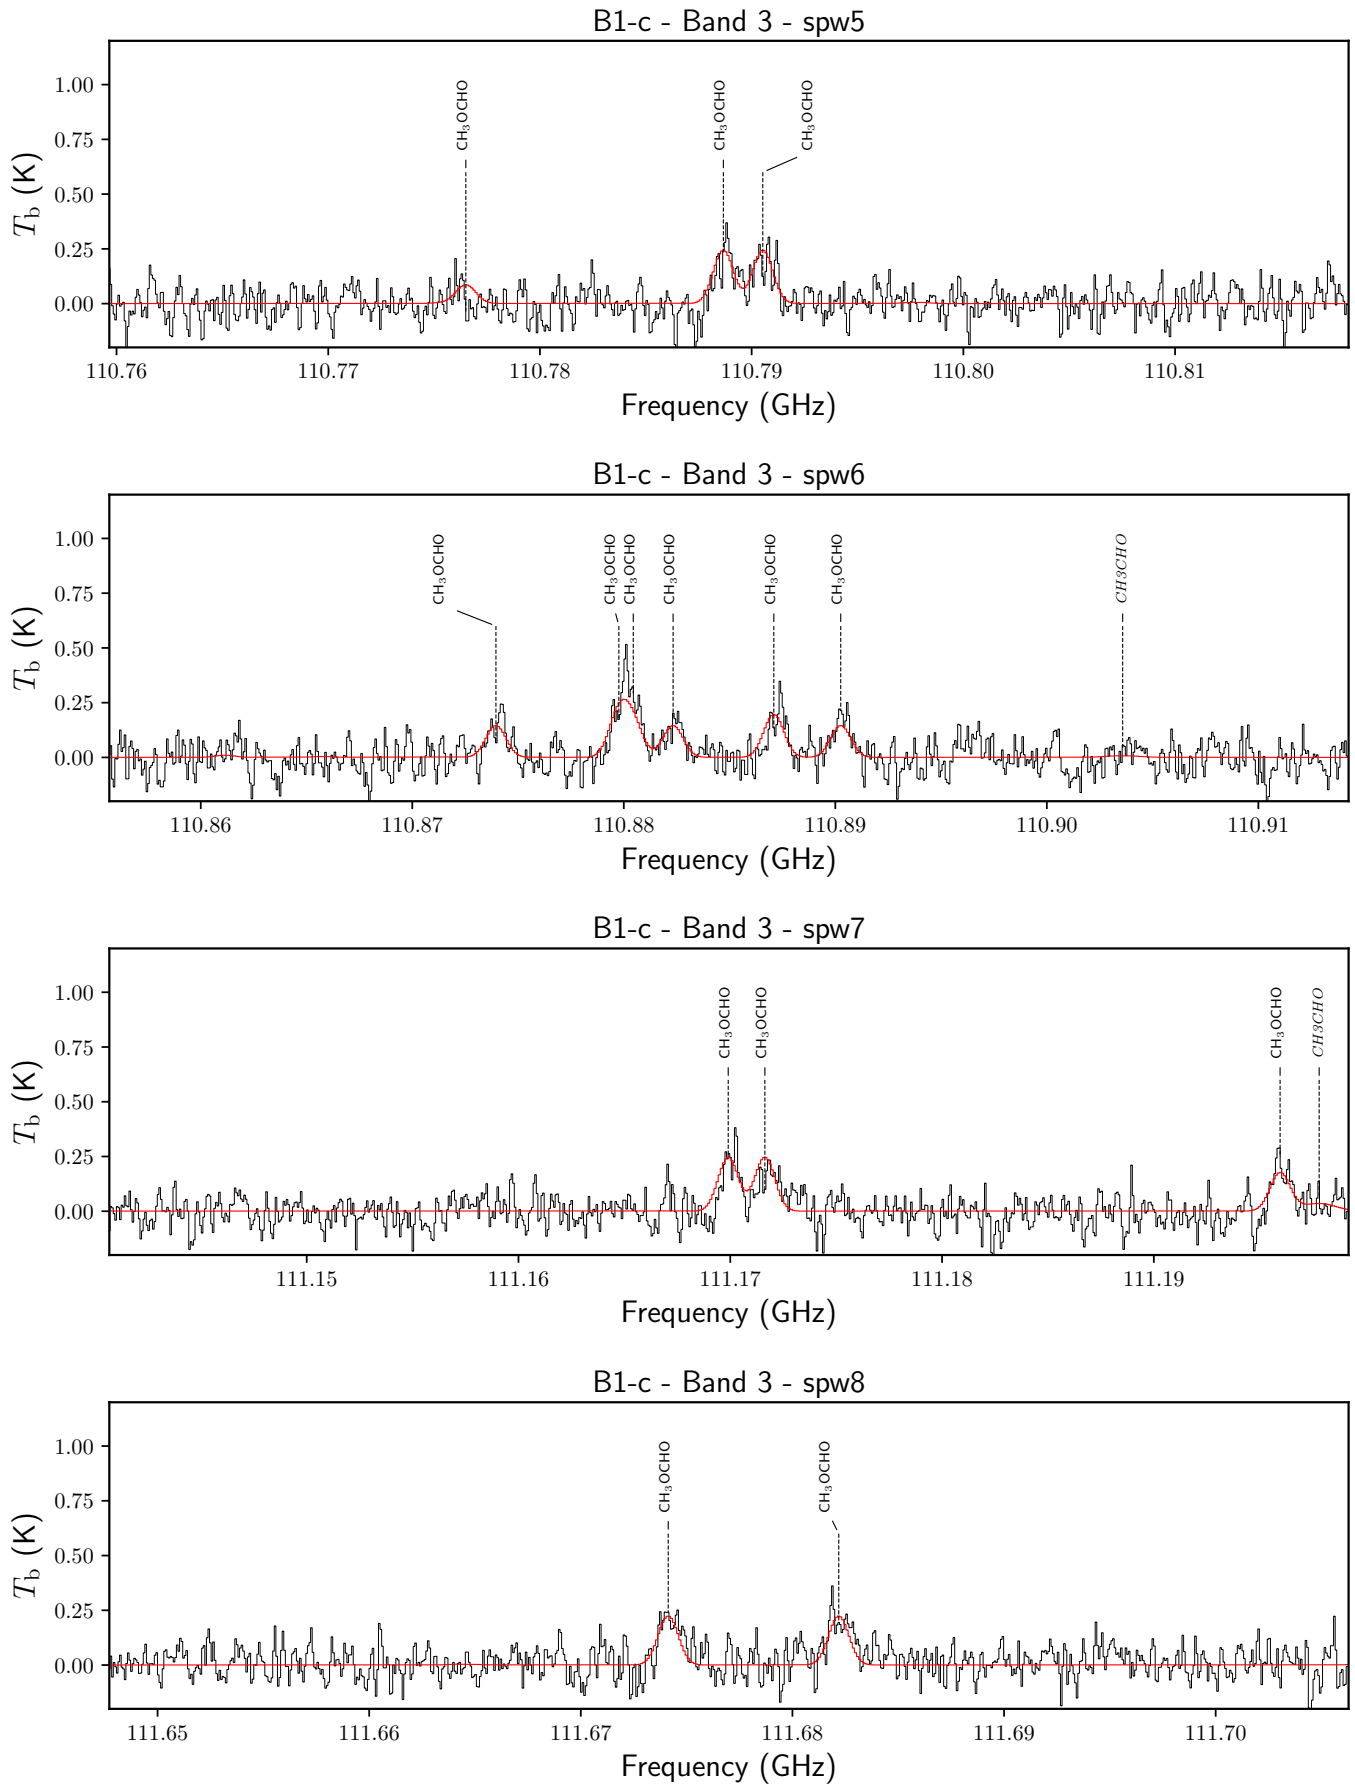 B1-c - Band 3 - spw5
CH₃OCHO CH₃OCHO CH₃OCHO
T_b (K)
1.00
0.75
0.50
0.25
0.00
110.76 110.77 110.78 110.79 110.80 110.81
Frequency (GHz)
B1-c - Band 3 - spw6
CH₃OCHO CH₃OCHO CH₃OCHO CH₃OCHO CH₃OCHO CH₃OCHO CH3CHO
T_b (K)
1.00
0.75
0.50
0.25
0.00
110.86 110.87 110.88 110.89 110.90 110.91
Frequency (GHz)
B1-c - Band 3 - spw7
CH₃OCHO CH₃OCHO CH₃OCHO CH3CHO
T_b (K)
1.00
0.75
0.50
0.25
0.00
111.15 111.16 111.17 111.18 111.19
Frequency (GHz)
B1-c - Band 3 - spw8
CH₃OCHO CH₃OCHO
T_b (K)
1.00
0.75
0.50
0.25
0.00
111.65 111.66 111.67 111.68 111.69 111.70
Frequency (GHz)